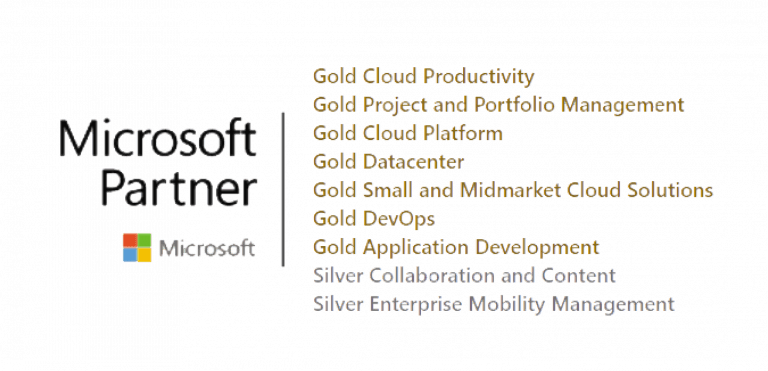 Microsoft
Partner
Microsoft
Gold Cloud Productivity
Gold Project and Portfolio Management
Gold Cloud Platform
Gold Datacenter
Gold Small and Midmarket Cloud Solutions
Gold DevOps
Gold Application Development
Silver Collaboration and Content
Silver Enterprise Mobility Management